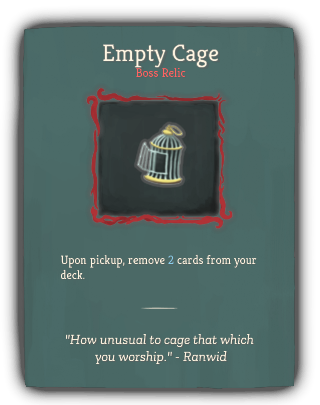 Empty Cage
Boss Relic
Upon pickup, remove 2 cards from your
deck.
"How unusual to cage that which
you worship." - Ranwid